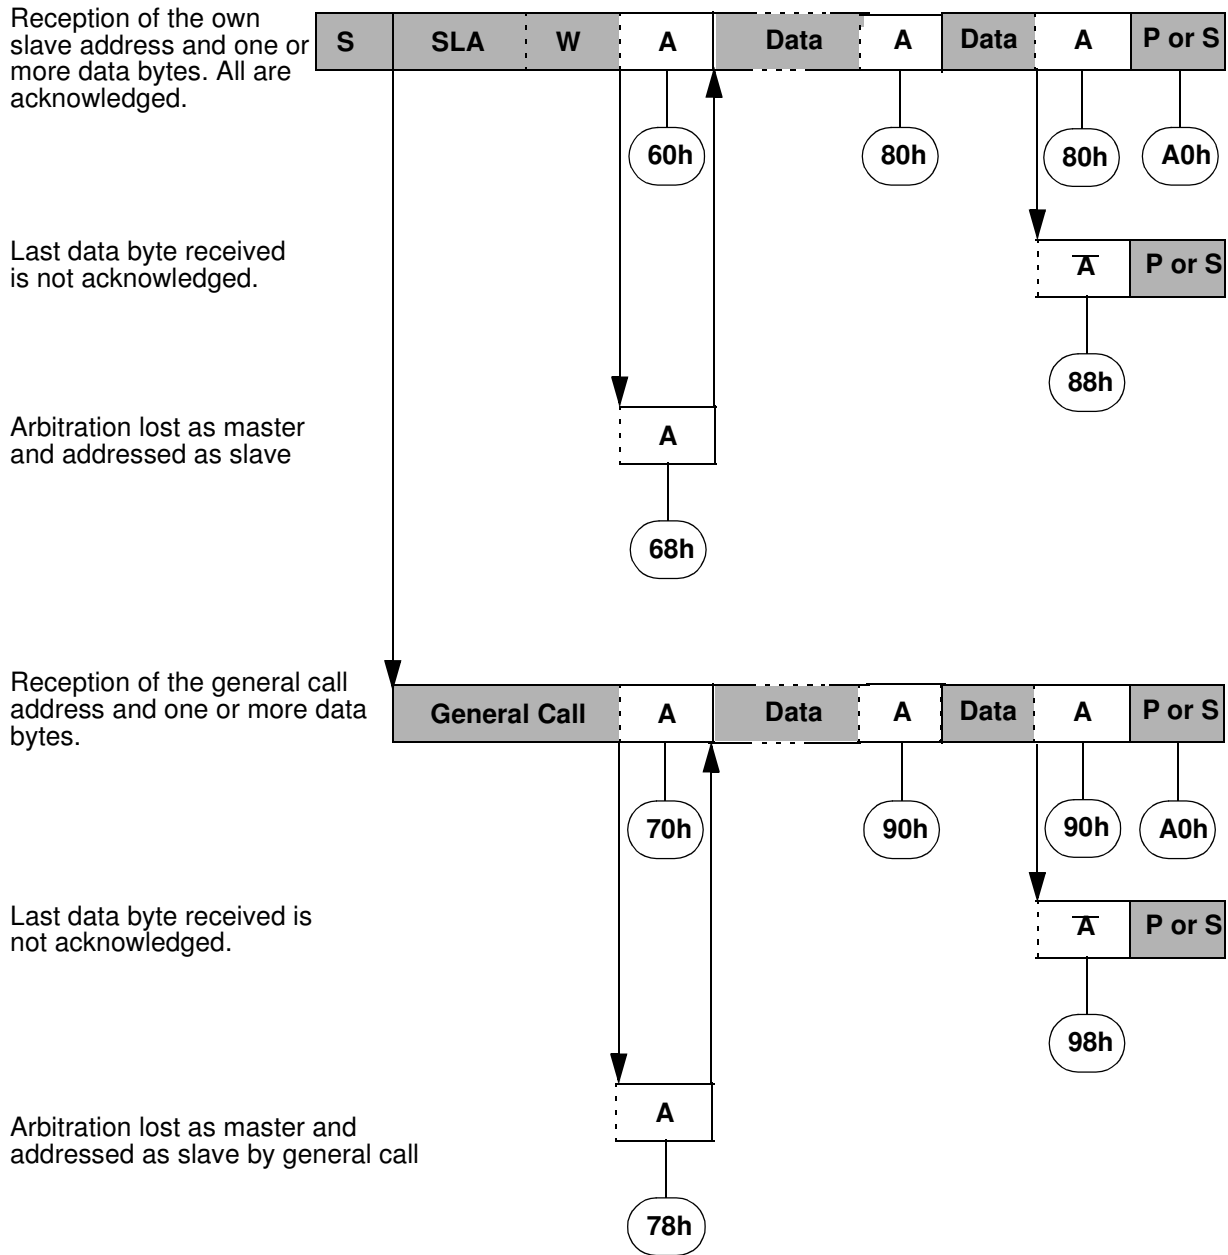 Reception of the own
slave address and one or
more data bytes. All are
acknowledged.
S SLA W A Data A Data A P or S
60h 80h 80h A0h
Last data byte received
is not acknowledged.
A̅ P or S
88h
Arbitration lost as master
and addressed as slave
A
68h
Reception of the general call
address and one or more data
bytes.
General Call A Data A Data A P or S
70h 90h 90h A0h
Last data byte received is
not acknowledged.
A̅ P or S
98h
Arbitration lost as master and
addressed as slave by general call
A
78h